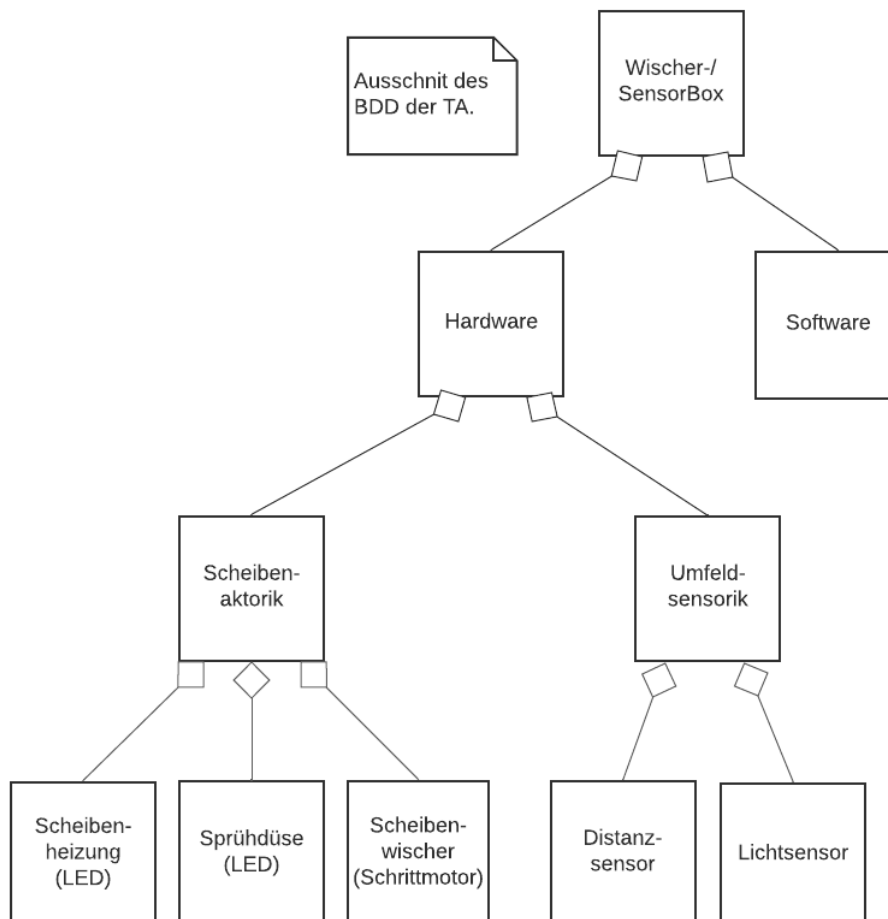 Ausschnit des
BDD der TA.
Wischer-/
SensorBox
Hardware
Software
Scheiben-
aktorik
Umfeld-
sensorik
Scheiben-
heizung
(LED)
Sprühdüse
(LED)
Scheiben-
wischer
(Schrittmotor)
Distanz-
sensor
Lichtsensor